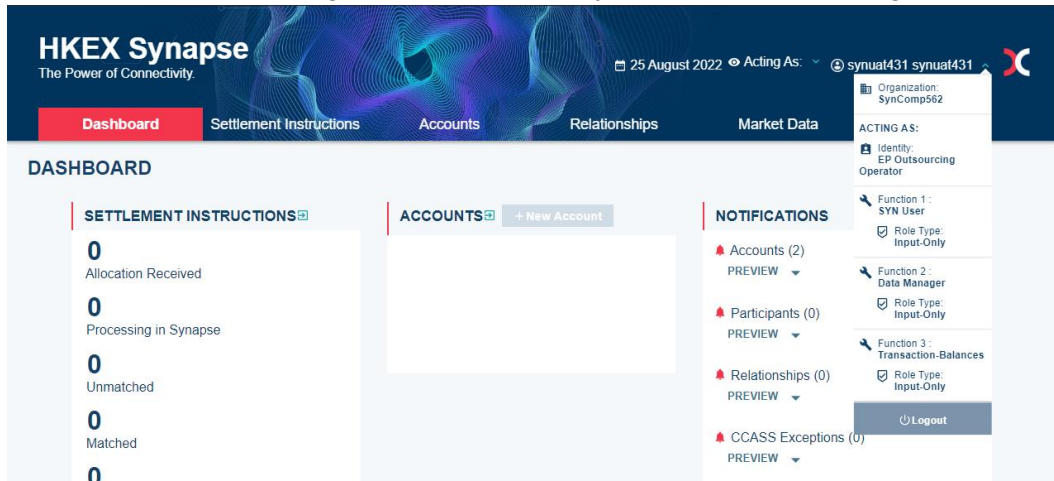 HKEX Synapse
The Power of Connectivity.
25 August 2022 Acting As: synuat431 synuat431
Dashboard Settlement Instructions Accounts Relationships Market Data
Organization:
SynComp562
ACTING AS:
Identity:
EP Outsourcing
Operator
Function 1 :
SYN User
Role Type:
Input-Only
Function 2 :
Data Manager
Role Type:
Input-Only
Function 3 :
Transaction-Balances
Role Type:
Input-Only
Logout
DASHBOARD
SETTLEMENT INSTRUCTIONS
0
Allocation Received
0
Processing in Synapse
0
Unmatched
0
Matched
0
ACCOUNTS + New Account
NOTIFICATIONS
Accounts (2)
PREVIEW
Participants (0)
PREVIEW
Relationships (0)
PREVIEW
CCASS Exceptions (0)
PREVIEW